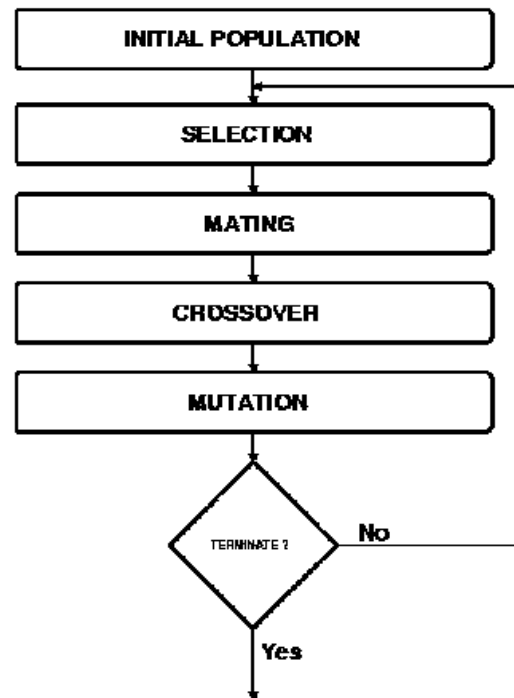 INITIAL POPULATION
SELECTION
MATING
CROSSOVER
MUTATION
TERMINATE ?
No
Yes